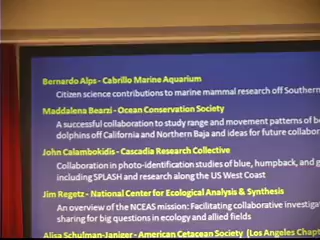 Bernardo Alps - Cabrillo Marine Aquarium
Citizen science contributions to marine mammal research off Southern
Maddalena Bearzi - Ocean Conservation Society
A successful collaboration to study range and movement patterns of
dolphins off California and Northern Baja and ideas for future
John Calambokidis - Cascadia Research Collective
Collaboration in photo-identification studies of blue, humpback, and
including SPLASH and research along the US West Coast
Jim Regetz - National Center for Ecological Analysis & Synthesis
An overview of the NCEAS mission: Facilitating collaborative
sharing for big questions in ecology and allied fields
Alisa Schulman-Janiger - American Cetacean Society (Los Angeles